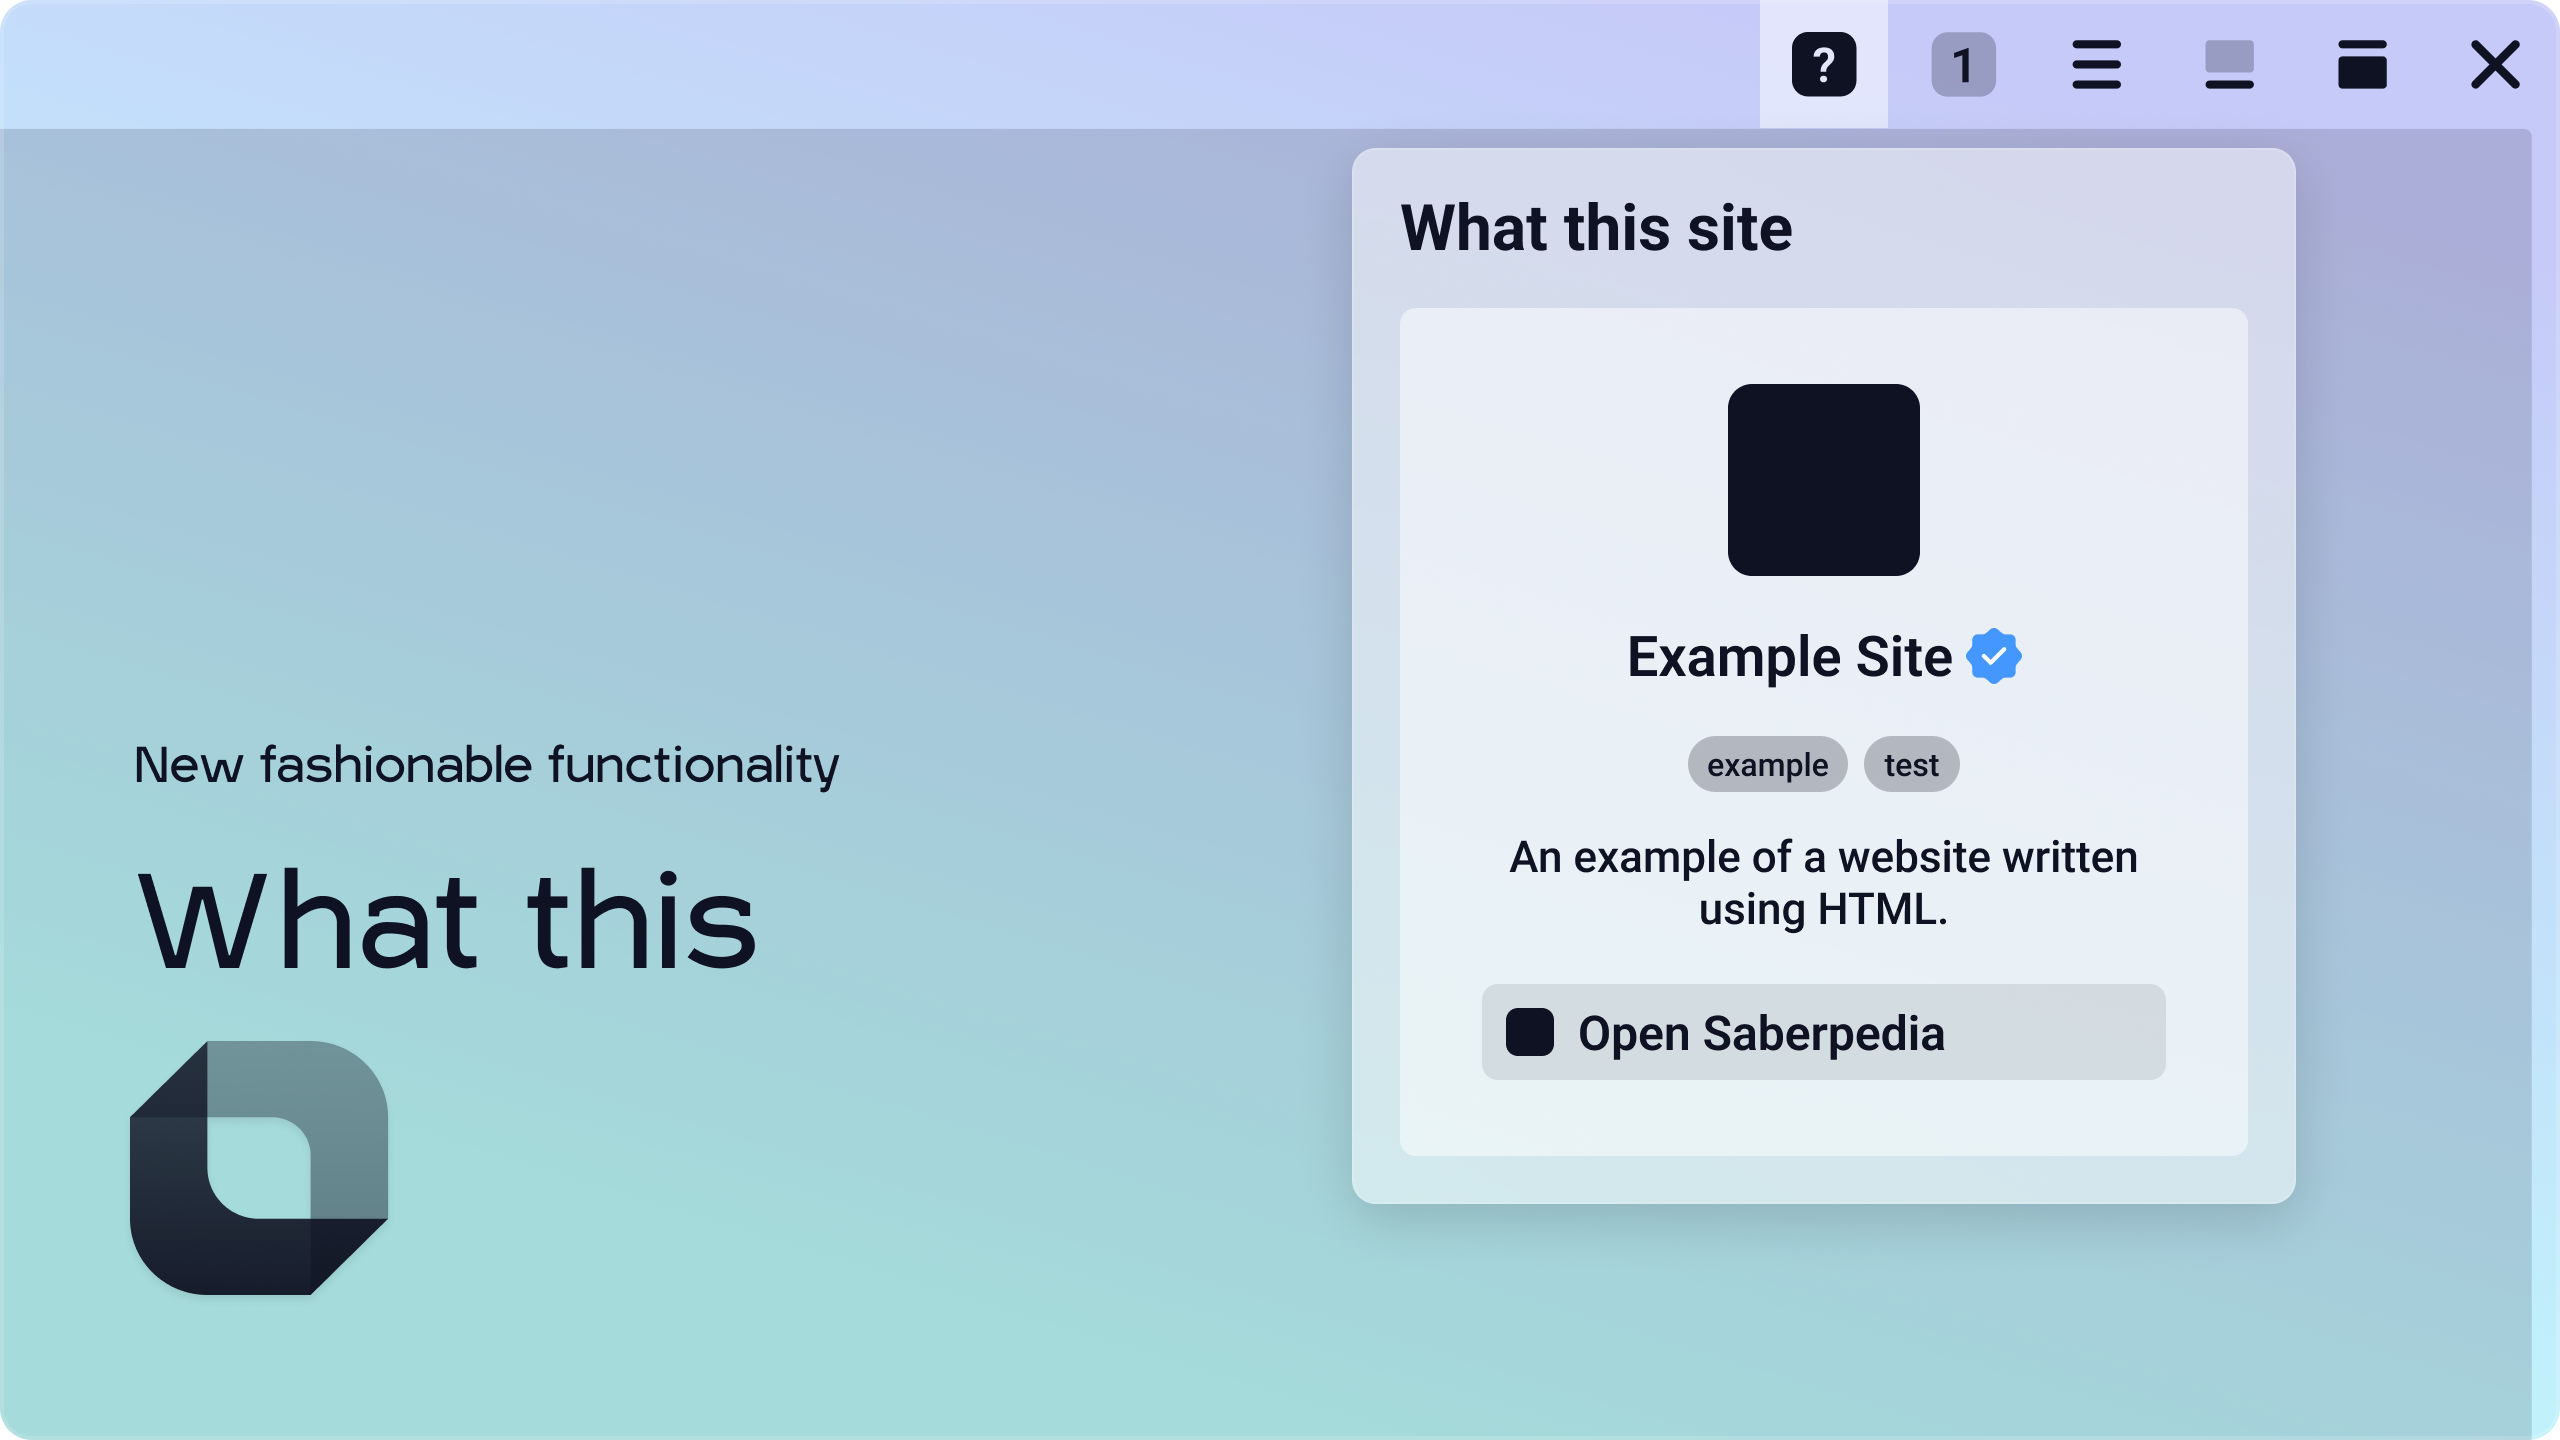 ? 1
What this site
Example Site
example test
An example of a website written
using HTML.
Open Saberpedia
New fashionable functionality
What this